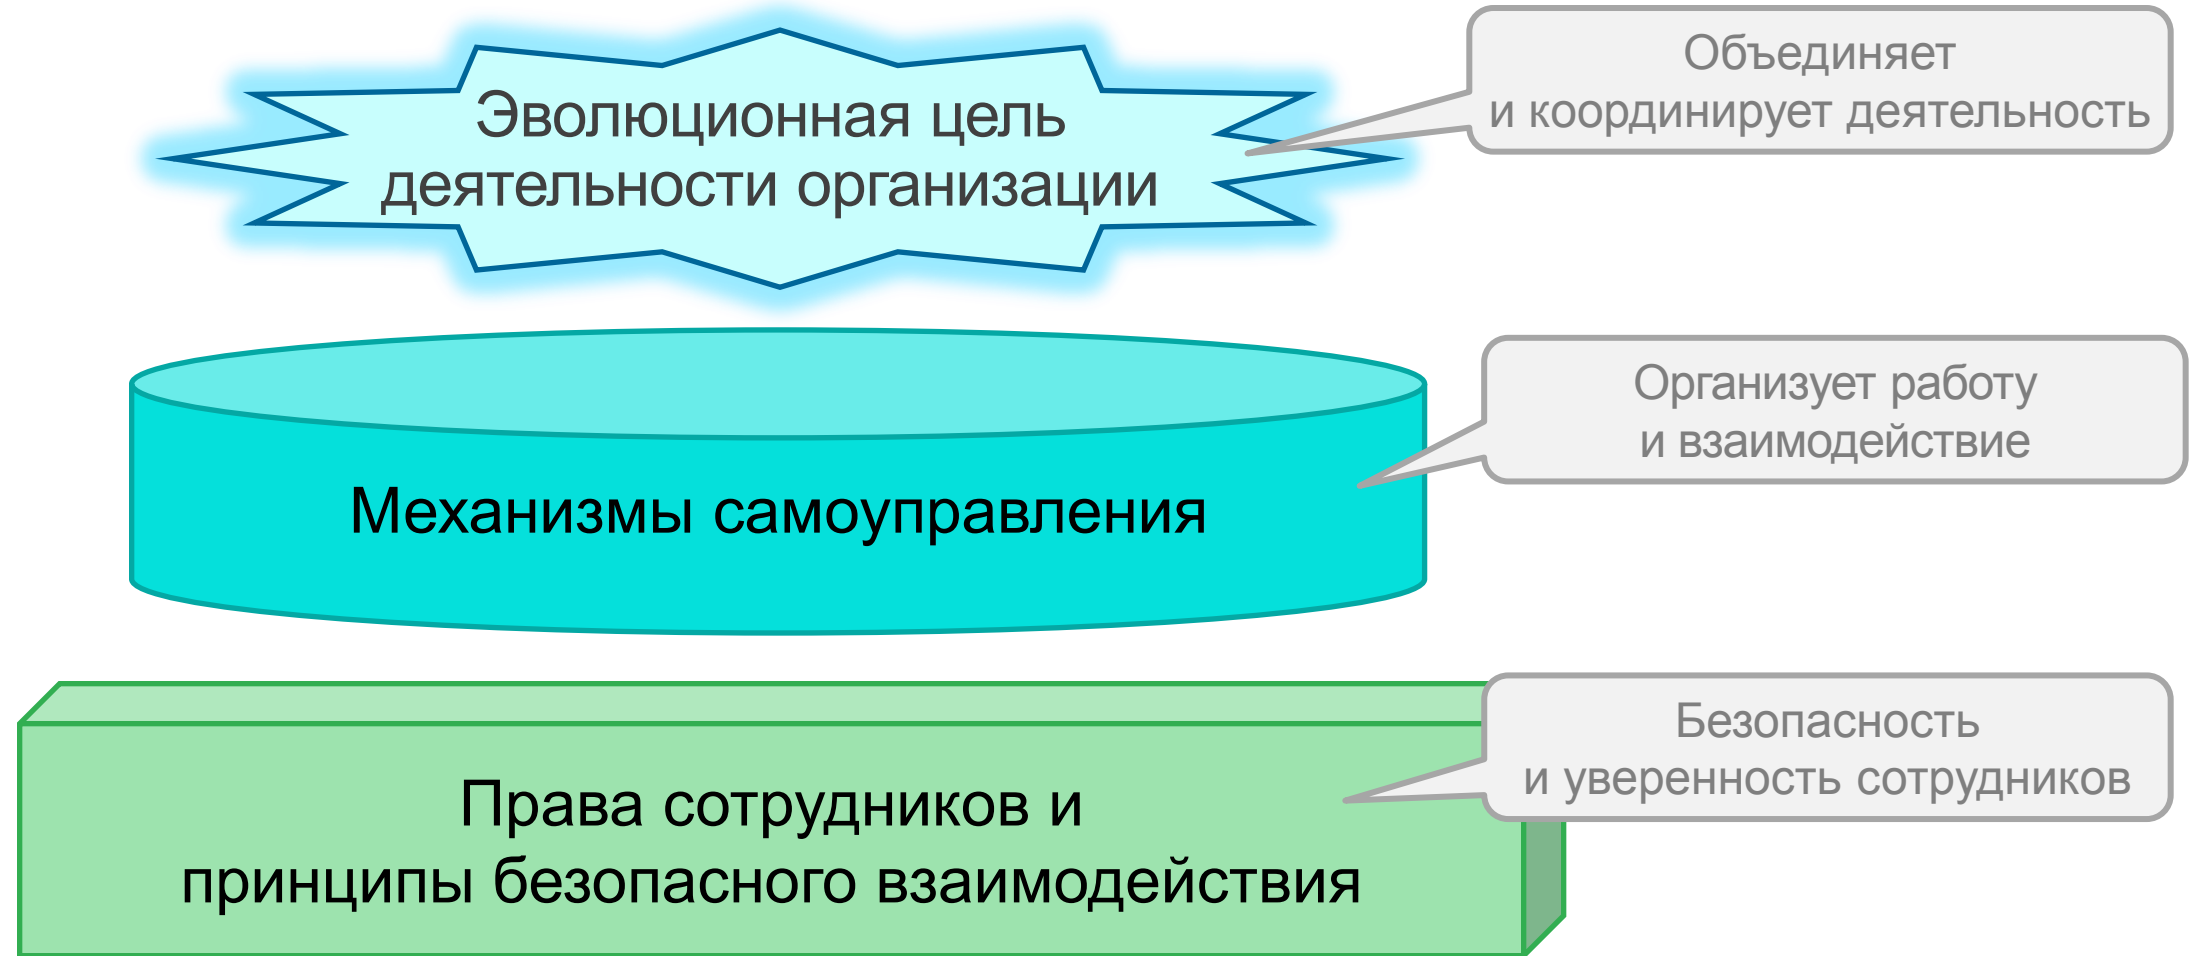 Эволюционная цель
деятельности организации
Объединяет
и координирует деятельность
Механизмы самоуправления
Организует работу
и взаимодействие
Права сотрудников и
принципы безопасного взаимодействия
Безопасность
и уверенность сотрудников